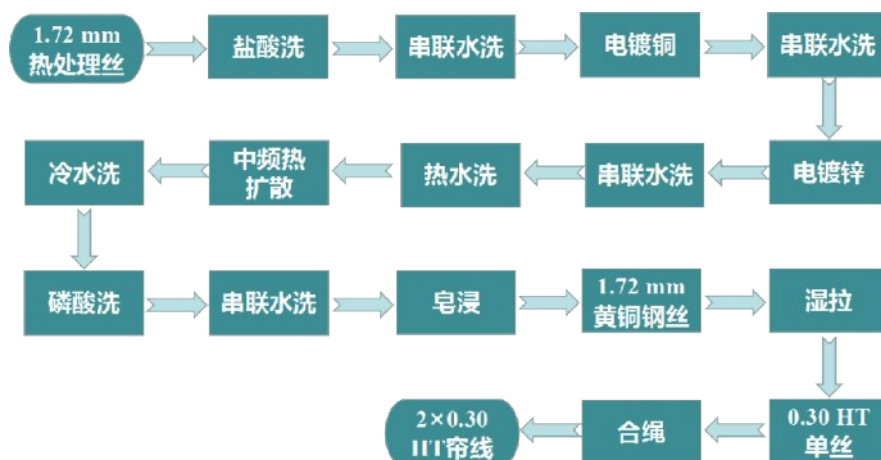 1.72 mm
热处理丝
盐酸洗
串联水洗
电镀铜
串联水洗
电镀锌
串联水洗
热水洗
中频热
扩散
冷水洗
磷酸洗
串联水洗
皂浸
1.72 mm
黄铜钢丝
湿拉
0.30 HT
单丝
合绳
2×0.30
HT帘线